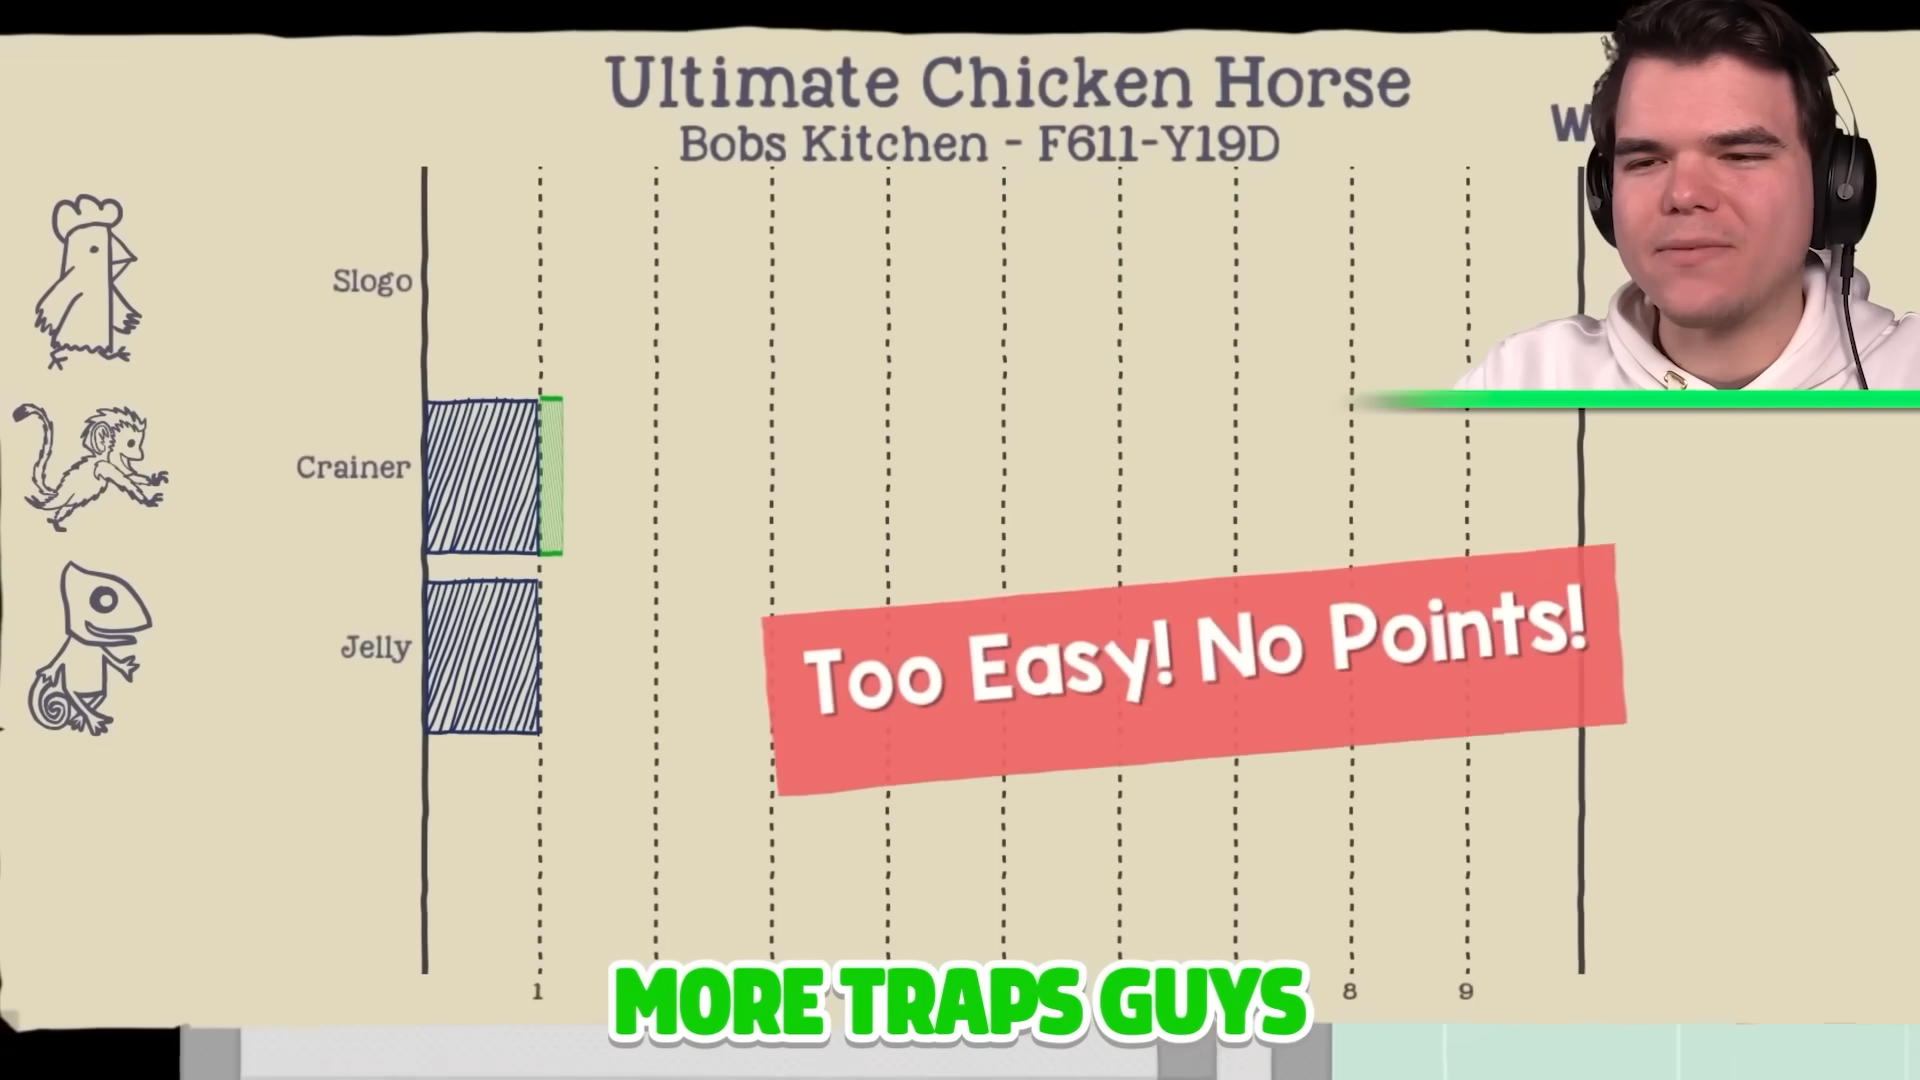 Ultimate Chicken Horse
Bobs Kitchen - F611-Y19D
W
Slogo
Crainer
Jelly
Too Easy! No Points!
1
8
9
MORE TRAPS GUYS